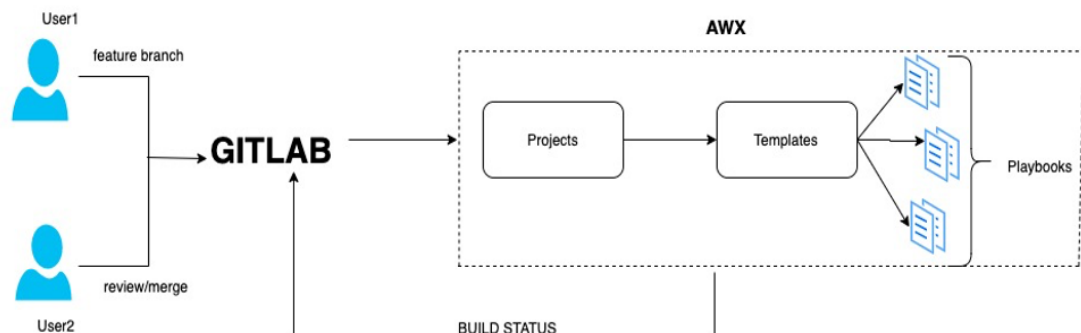 User1
AWX
feature branch
GITLAB
Projects
Templates
Playbooks
review/merge
User2
BUILD STATUS